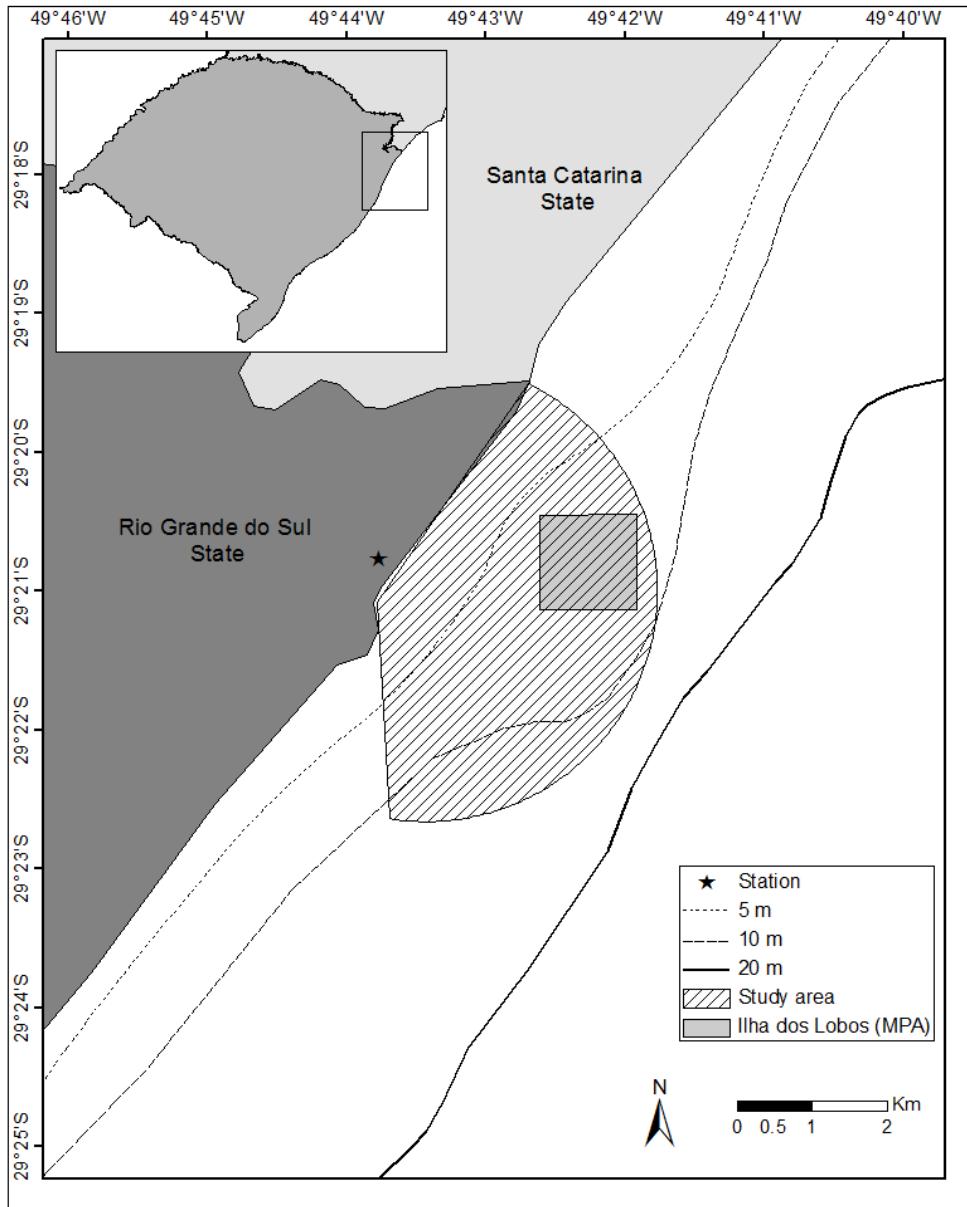 49°46'W 49°45'W 49°44'W 49°43'W 49°42'W 49°41'W 49°40'W
29°18'S
29°19'S
29°20'S
29°21'S
29°22'S
29°23'S
29°24'S
29°25'S
Santa Catarina
State
Rio Grande do Sul
State
Station
5 m
10 m
20 m
Study area
Ilha dos Lobos (MPA)
N
Km
0 0.5 1 2